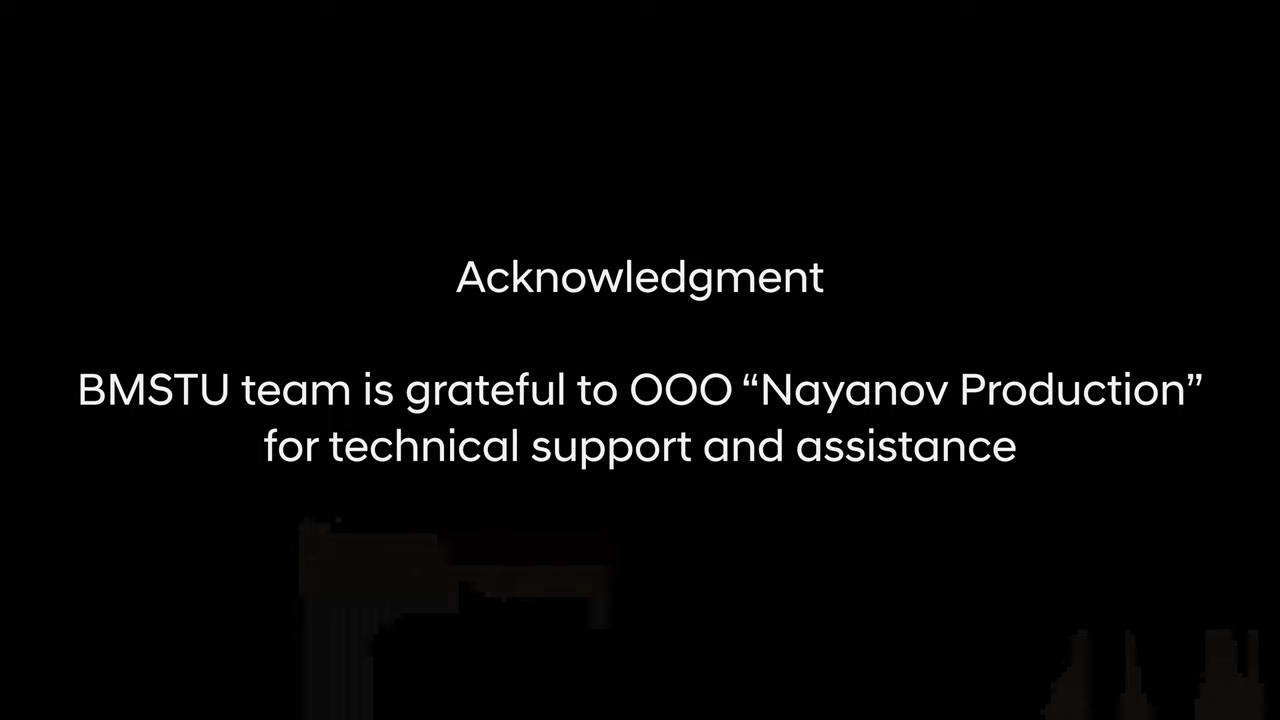 Acknowledgment
BMSTU team is grateful to OOO “Nayanov Production”
for technical support and assistance